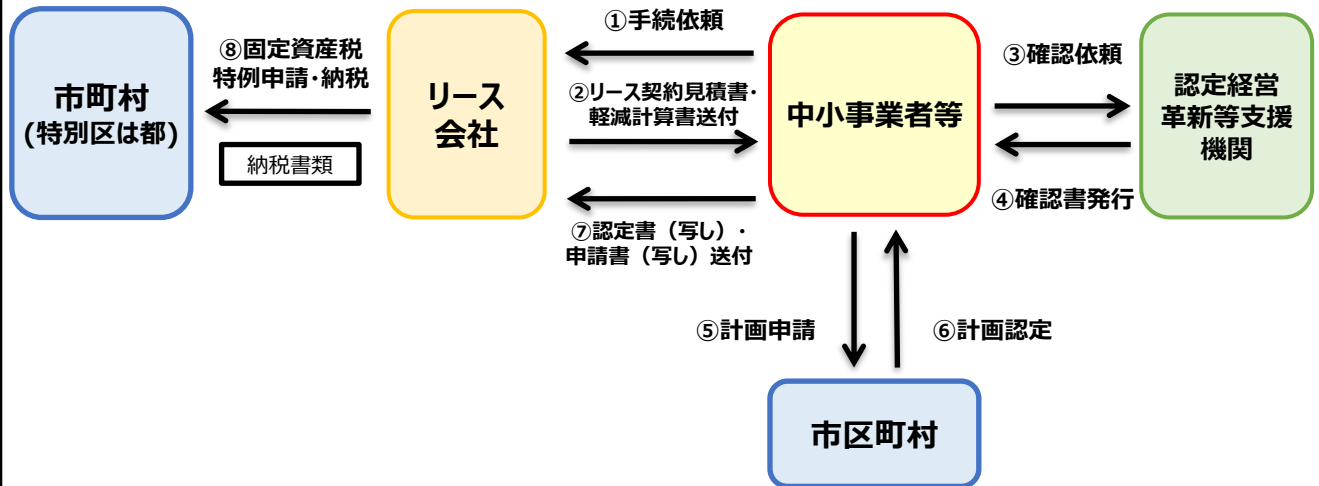 市町村
(特別区は都)
⑧固定資産税
特例申請・納税
納税書類
リース
会社
①手続依頼
②リース契約見積書・
軽減計算書送付
⑦認定書（写し）・
申請書（写し）送付
中小事業者等
③確認依頼
④確認書発行
認定経営
革新等支援
機関
⑤計画申請
⑥計画認定
市区町村